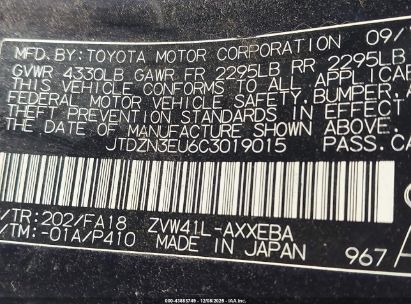 MFD.BY:TOYOTA MOTOR CORPORATION 09/
GVWR 4330LB GAWR FR 2295LB RR 2295LB
THIS VEHICLE CONFORMS TO ALL APPLICA
FEDERAL MOTOR VEHICLE SAFETY,BUMPER, A
THEFT PREVENTION STANDARDS IN EFFECT
THE DATE OF MANUFACTURE SHOWN ABOVE.
JTDZN3EU6C3019015 PASS.CA
/TR:202/FA18 ZVW41L-AXXEBA
/TM:-01A/P410 MADE IN JAPAN 967